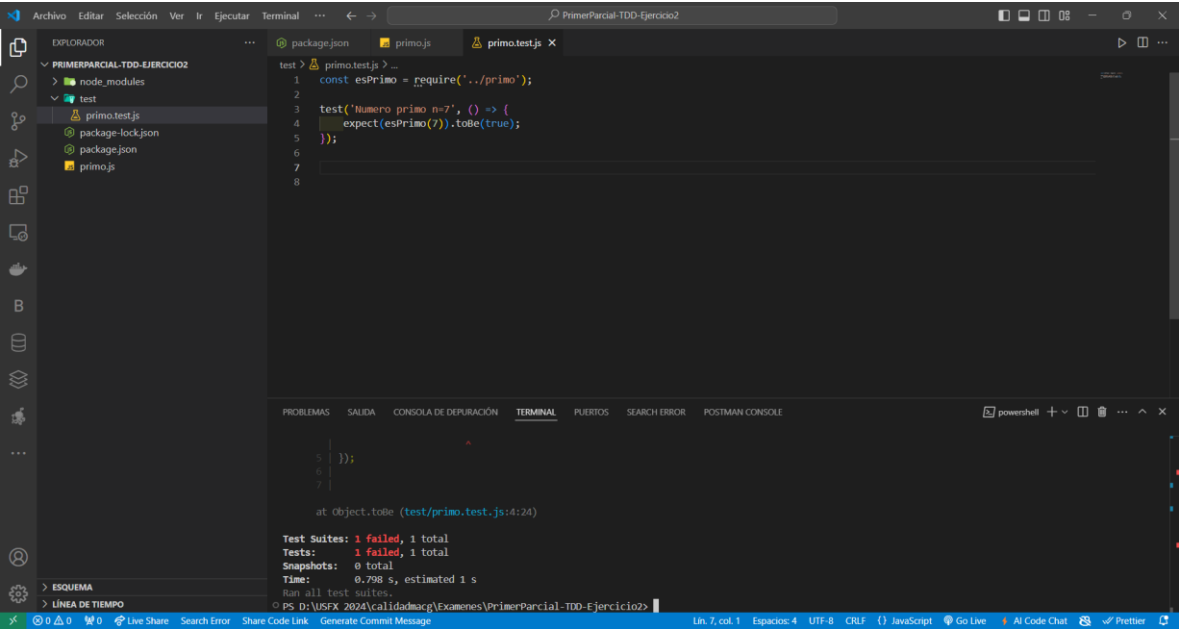 Archivo Editar Selección Ver Ir Ejecutar Terminal ··· PrimerParcial-TDD-Ejercicio2
EXPLORADOR ···
PRIMERPARCIAL-TDD-EJERCICIO2
node_modules
test
primo.test.js
package-lock.json
package.json
primo.js
ESQUEMA
LÍNEA DE TIEMPO
package.json primo.js primo.test.js
test > primo.test.js > ...
1 const esPrimo = require('../primo');
2
3 test('Numero primo n=7', () => {
4 expect(esPrimo(7)).toBe(true);
5 });
6
7
8
PROBLEMAS SALIDA CONSOLA DE DEPURACIÓN TERMINAL PUERTOS SEARCH ERROR POSTMAN CONSOLE
powershell
| ^
5 | });
6 |
7 |
at Object.toBe (test/primo.test.js:4:24)
Test Suites: 1 failed, 1 total
Tests: 1 failed, 1 total
Snapshots: 0 total
Time: 0.798 s, estimated 1 s
Ran all test suites.
PS D:\USFX 2024\calidadmacg\Examenes\PrimerParcial-TDD-Ejercicio2>
0 0 0 Live Share Search Error Share Code Link Generate Commit Message Lín. 7, col. 1 Espacios: 4 UTF-8 CRLF {} JavaScript Go Live AI Code Chat Prettier